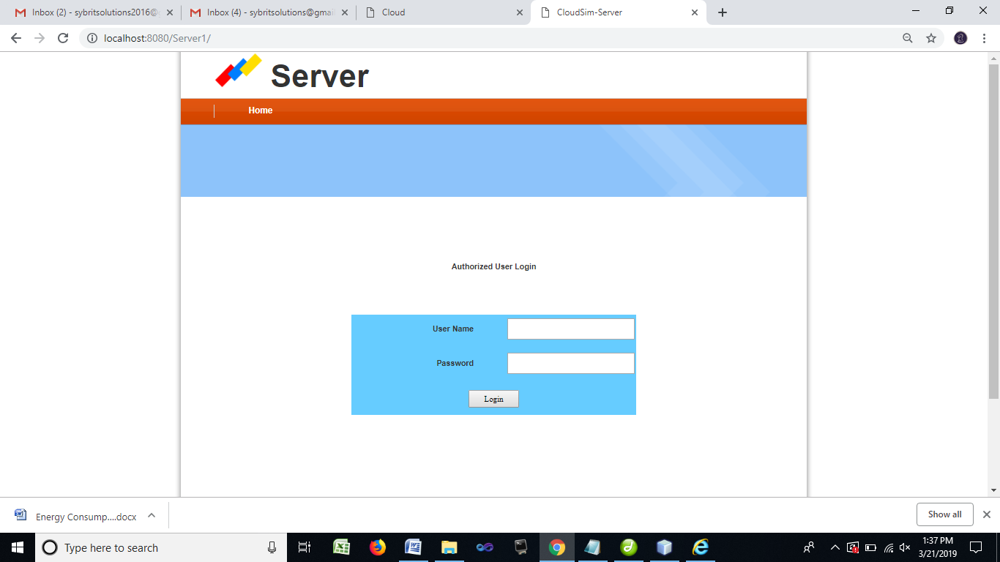 Inbox (2) - sybritsolutions2016@
Inbox (4) - sybritsolutions@gmai
Cloud
CloudSim-Server
localhost:8080/Server1/
Server
Home
Authorized User Login
User Name
Password
Login
Energy Consump....docx
Show all
Type here to search
1:37 PM
3/21/2019